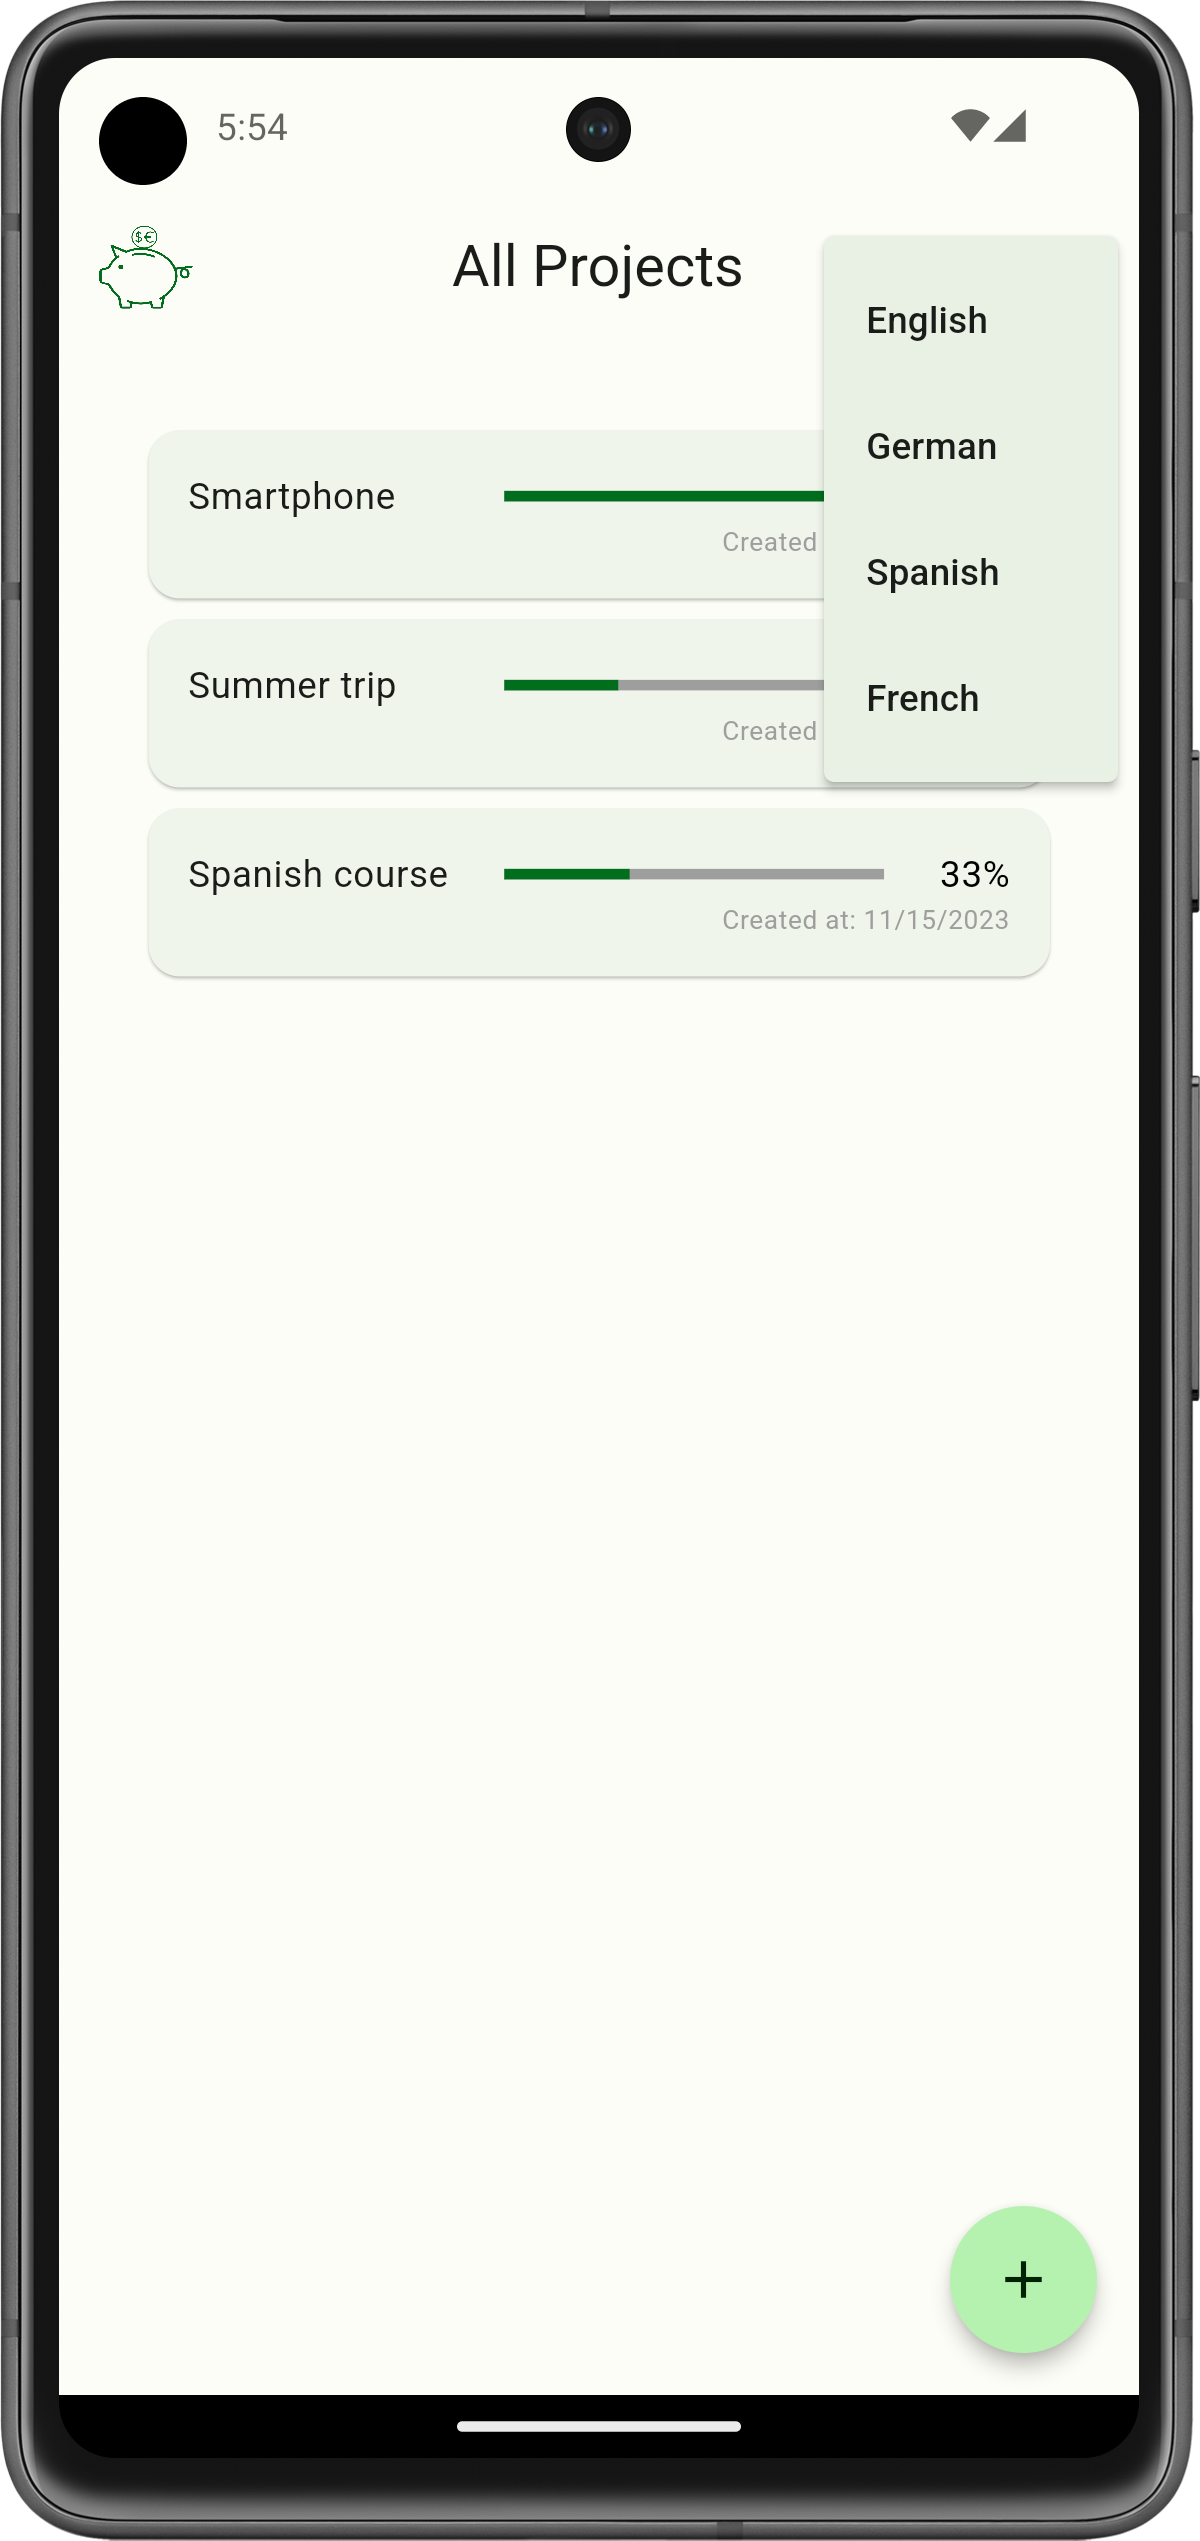 5:54
$€
All Projects
English
German
Spanish
French
Smartphone
Created
Summer trip
Created
Spanish course
33%
Created at: 11/15/2023
+